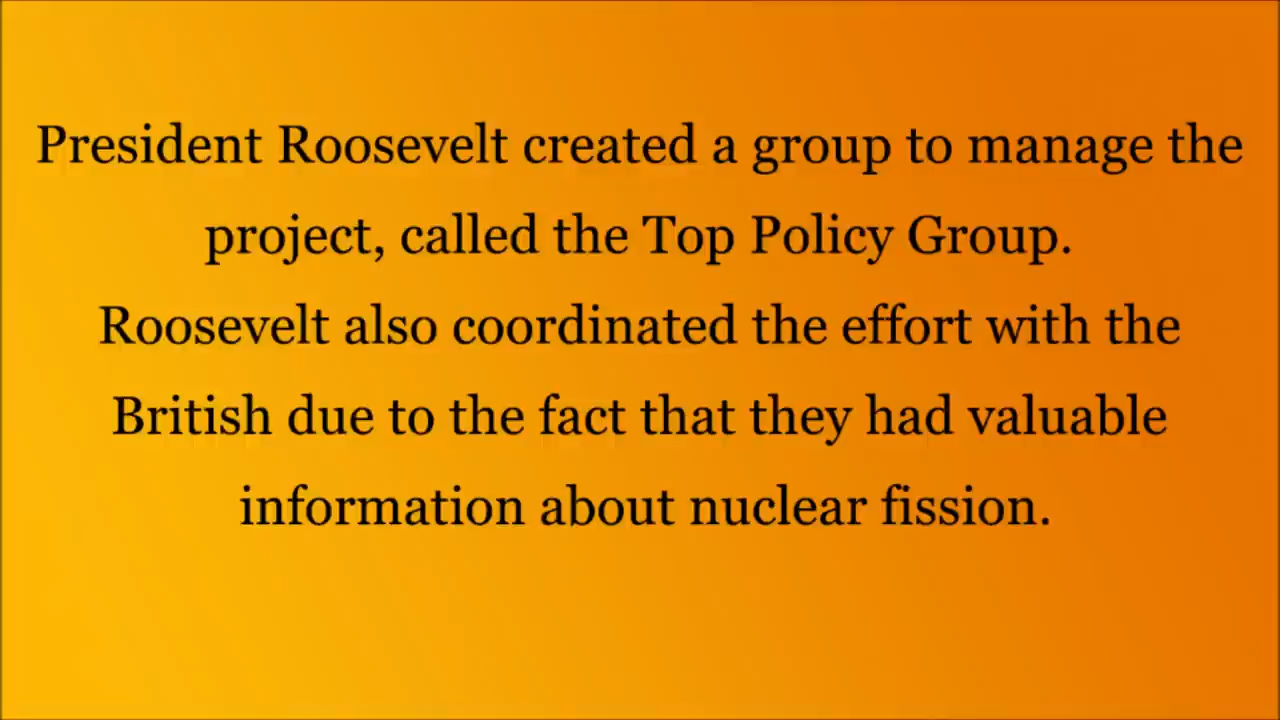 President Roosevelt created a group to manage the
project, called the Top Policy Group.
Roosevelt also coordinated the effort with the
British due to the fact that they had valuable
information about nuclear fission.